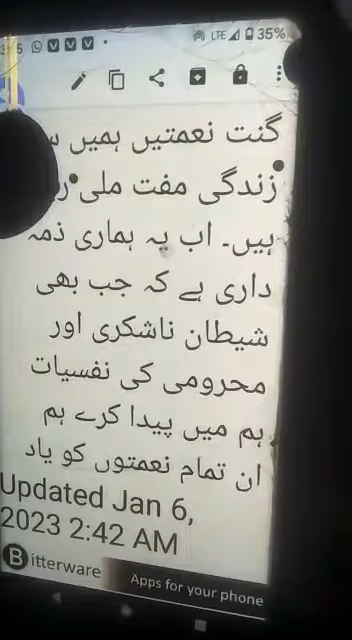 LTE 35%
گنت نعمتیں ہمیں
زندگی مفت ملی
ہیں۔ اب یہ ہماری ذمہ
داری ہے کہ جب بھی
شیطان ناشکری اور
محرومی کی نفسیات
ہم میں پیدا کرے ہم
ان تمام نعمتوں کو یاد
Updated Jan 6,
2023 2:42 AM
Bitterware Apps for your phone